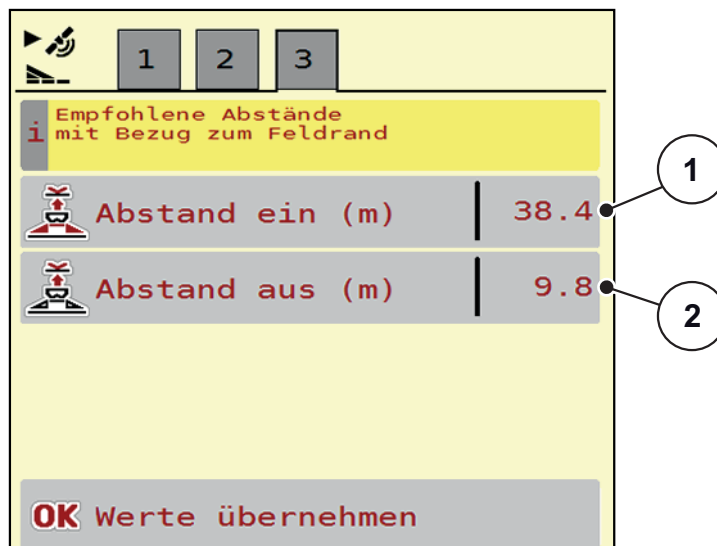 1 2 3
i Empfohlene Abstände
mit Bezug zum Feldrand
Abstand ein (m) 38.4
1
Abstand aus (m) 9.8
2
OK Werte übernehmen